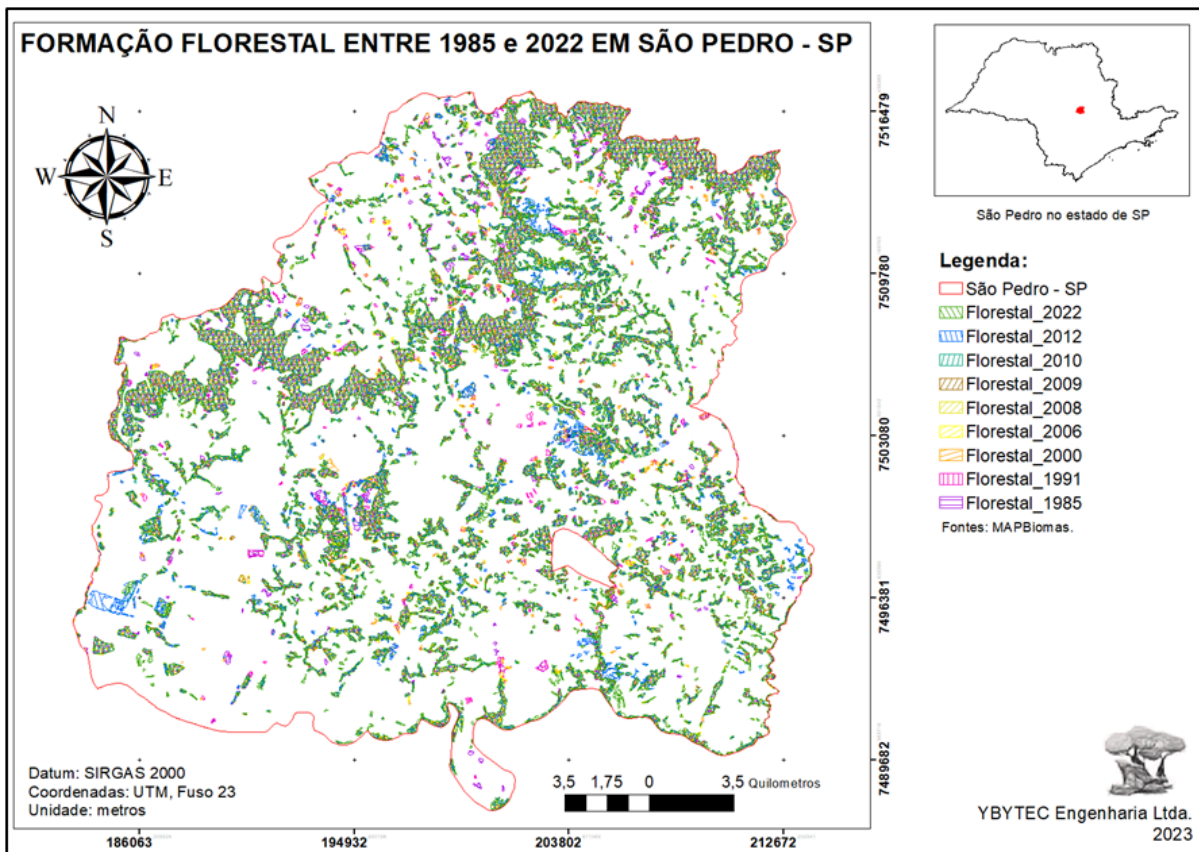 FORMAÇÃO FLORESTAL ENTRE 1985 e 2022 EM SÃO PEDRO - SP
N
W E
S
7516479
7509780
7503080
7496381
7489682
São Pedro no estado de SP
Legenda:
São Pedro - SP
Florestal_2022
Florestal_2012
Florestal_2010
Florestal_2009
Florestal_2008
Florestal_2006
Florestal_2000
Florestal_1991
Florestal_1985
Fontes: MAPBiomas.
Datum: SIRGAS 2000
Coordenadas: UTM, Fuso 23
Unidade: metros
3,5 1,75 0 3,5 Quilometros
186063 194932 203802 212672
YBYTEC Engenharia Ltda.
2023